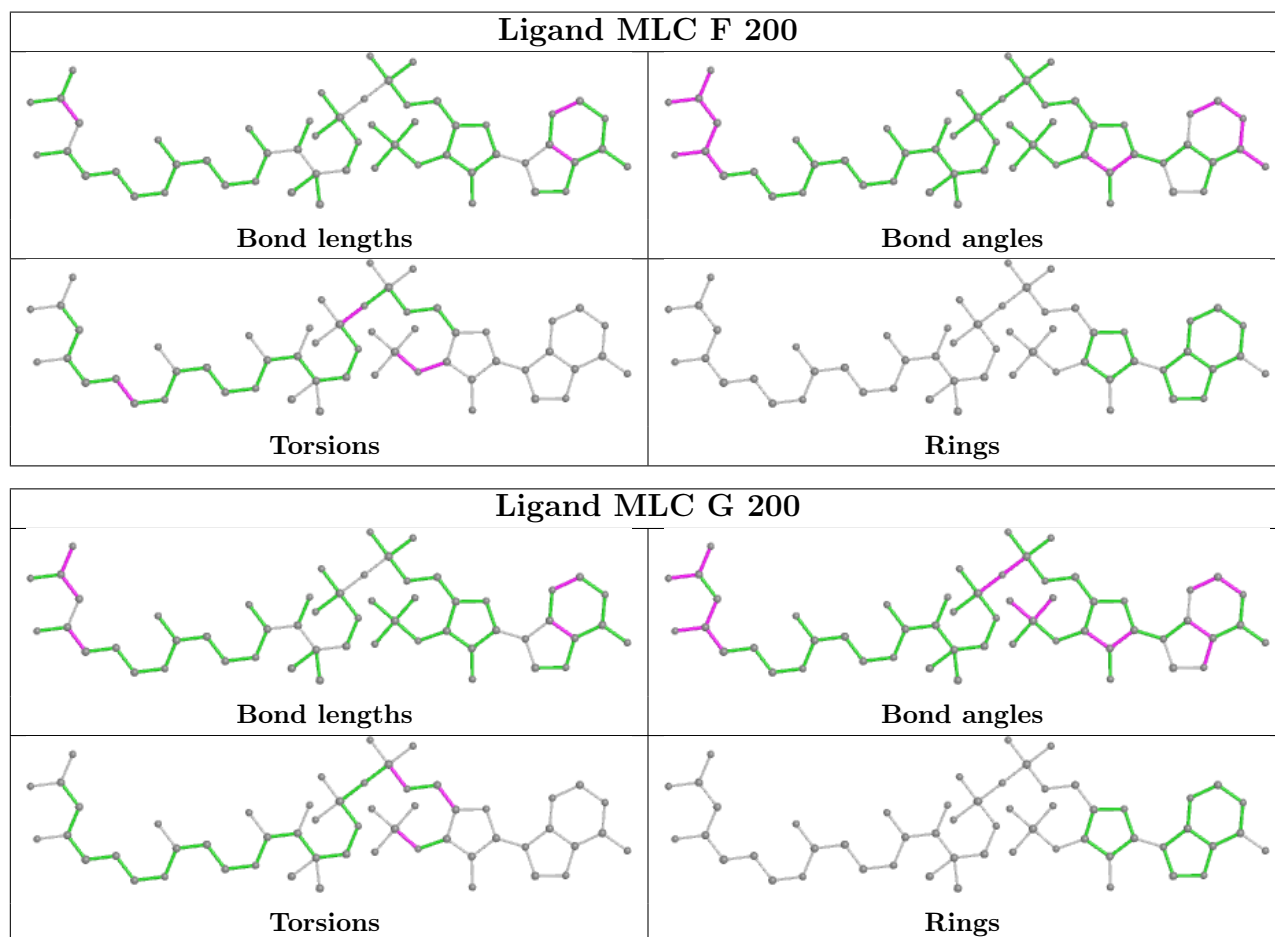 Ligand MLC F 200
Bond lengths
Bond angles
Torsions
Rings
Ligand MLC G 200
Bond lengths
Bond angles
Torsions
Rings